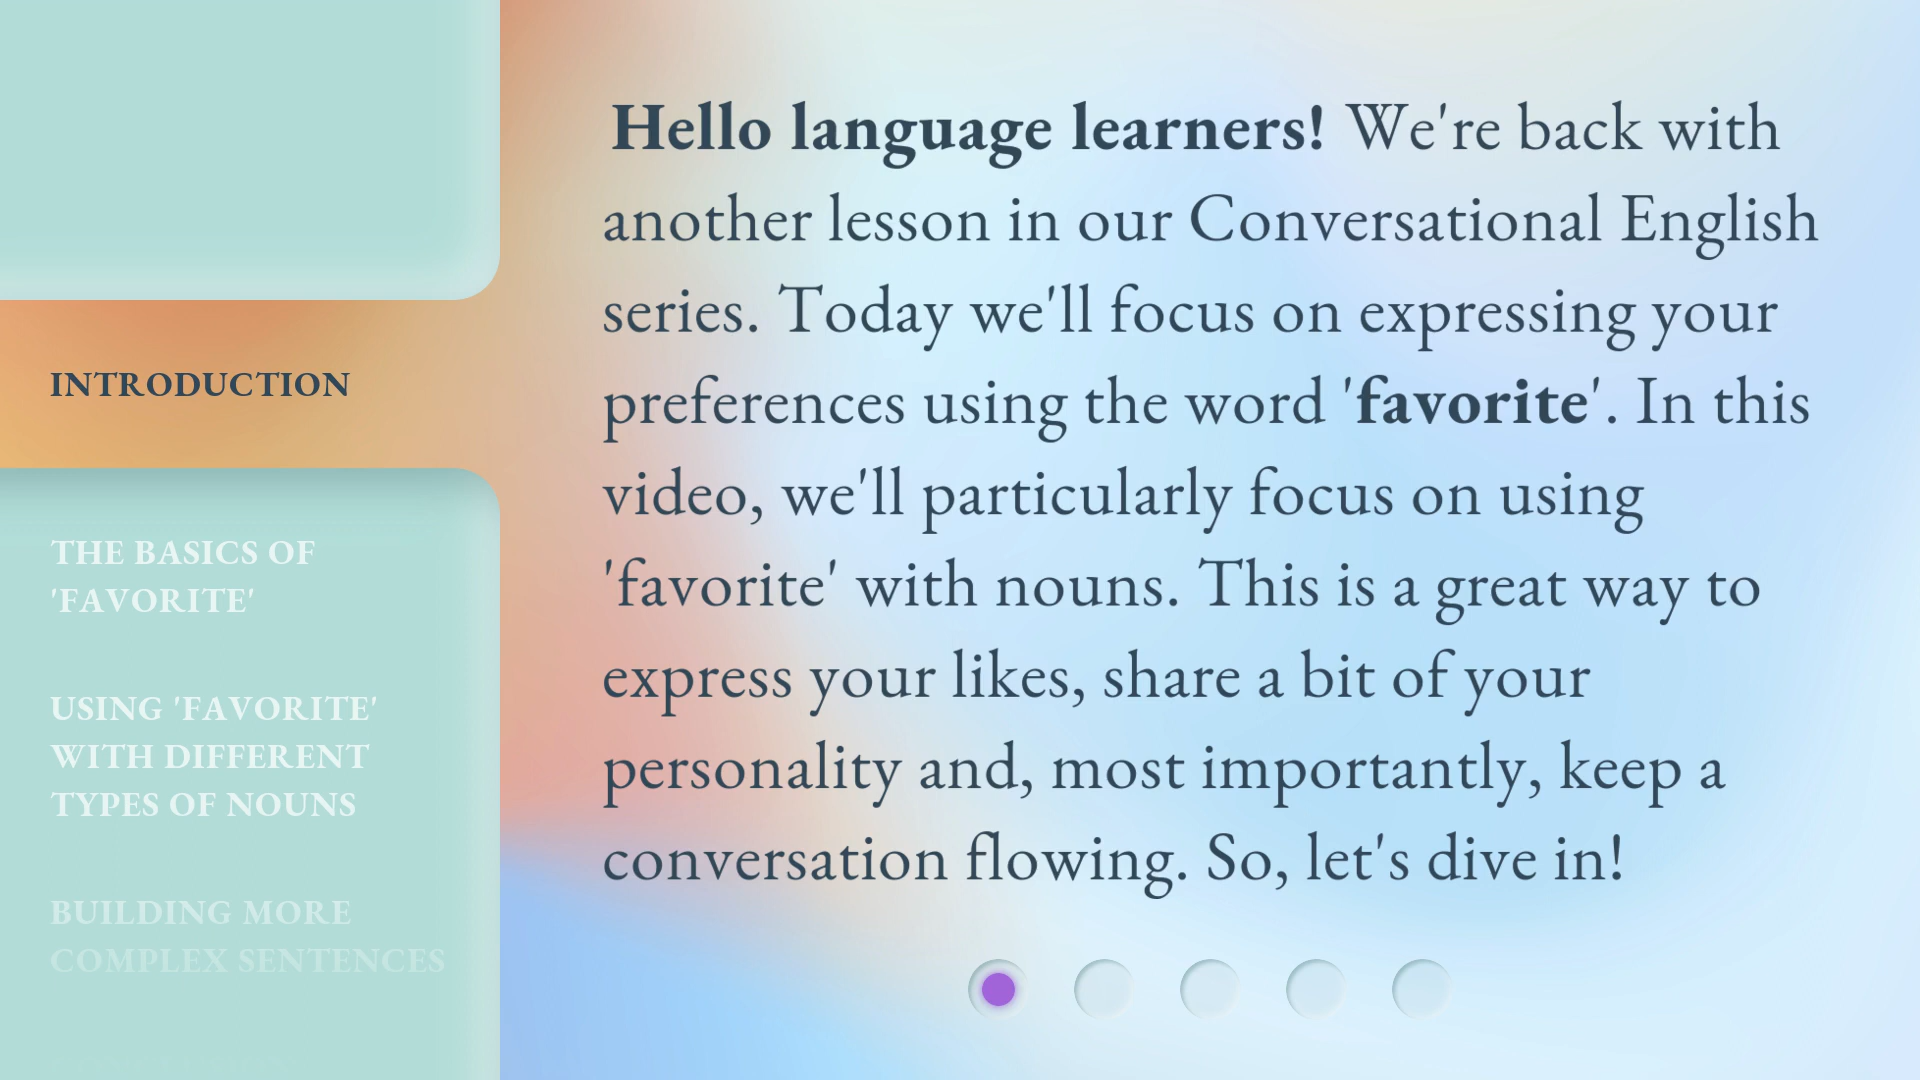 INTRODUCTION
THE BASICS OF
'FAVORITE'
USING 'FAVORITE'
WITH DIFFERENT
TYPES OF NOUNS
BUILDING MORE
COMPLEX SENTENCES
Hello language learners! We're back with
another lesson in our Conversational English
series. Today we'll focus on expressing your
preferences using the word 'favorite'. In this
video, we'll particularly focus on using
'favorite' with nouns. This is a great way to
express your likes, share a bit of your
personality and, most importantly, keep a
conversation flowing. So, let's dive in!